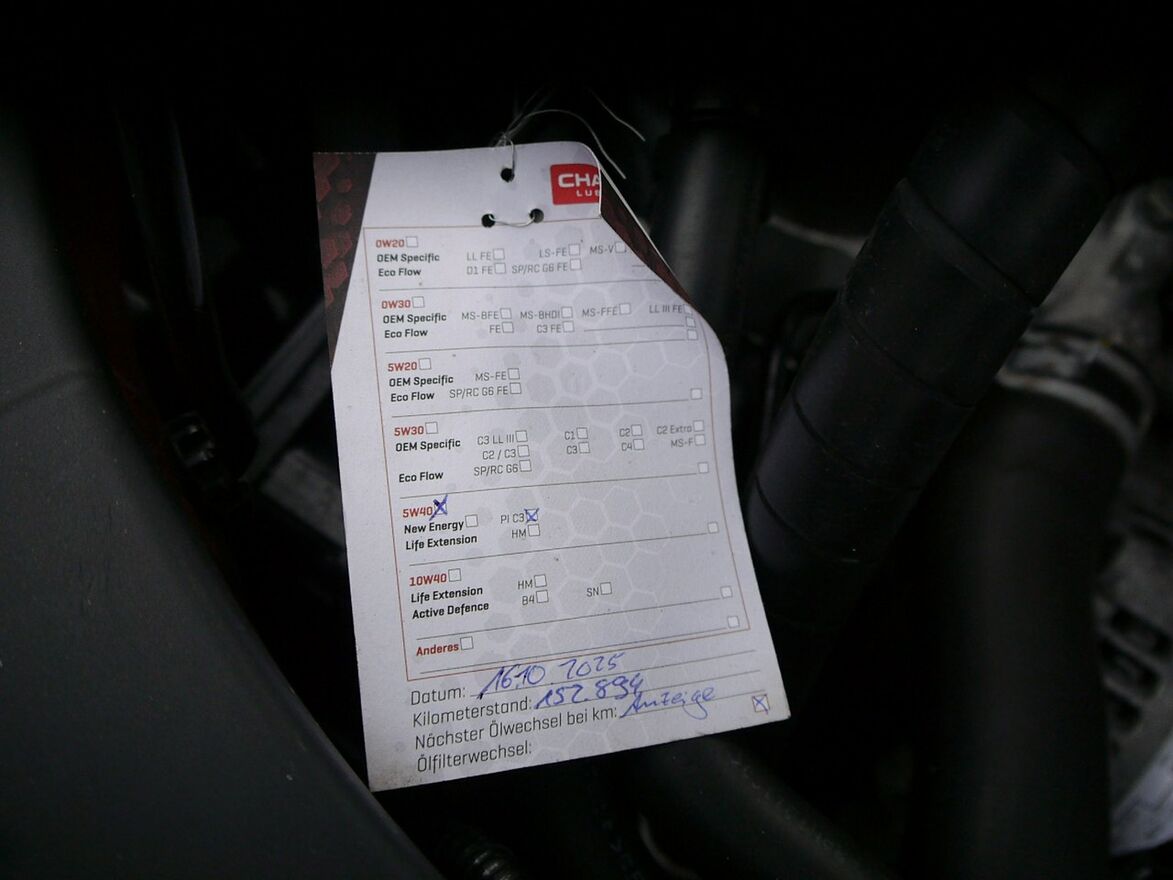 CHA
LUB
0W20
OEM Specific LL FE LS-FE MS-V
Eco Flow D1 FE SP/RC G6 FE
0W30
OEM Specific MS-BFE MS-BHDI MS-FFE LL III FE
Eco Flow FE C3 FE
5W20
OEM Specific MS-FE
Eco Flow SP/RC G6 FE
5W30
OEM Specific C3 LL III C1 C2 C2 Extra
C2 / C3 C3 C4 MS-F
Eco Flow SP/RC G6
5W40
New Energy PI C3
Life Extension HM
10W40
Life Extension HM
Active Defence B4 SN
Anderes
Datum: 16.10 2025
Kilometerstand: 152.894
Nächster Ölwechsel bei km: Anzeige
Ölfilterwechsel: